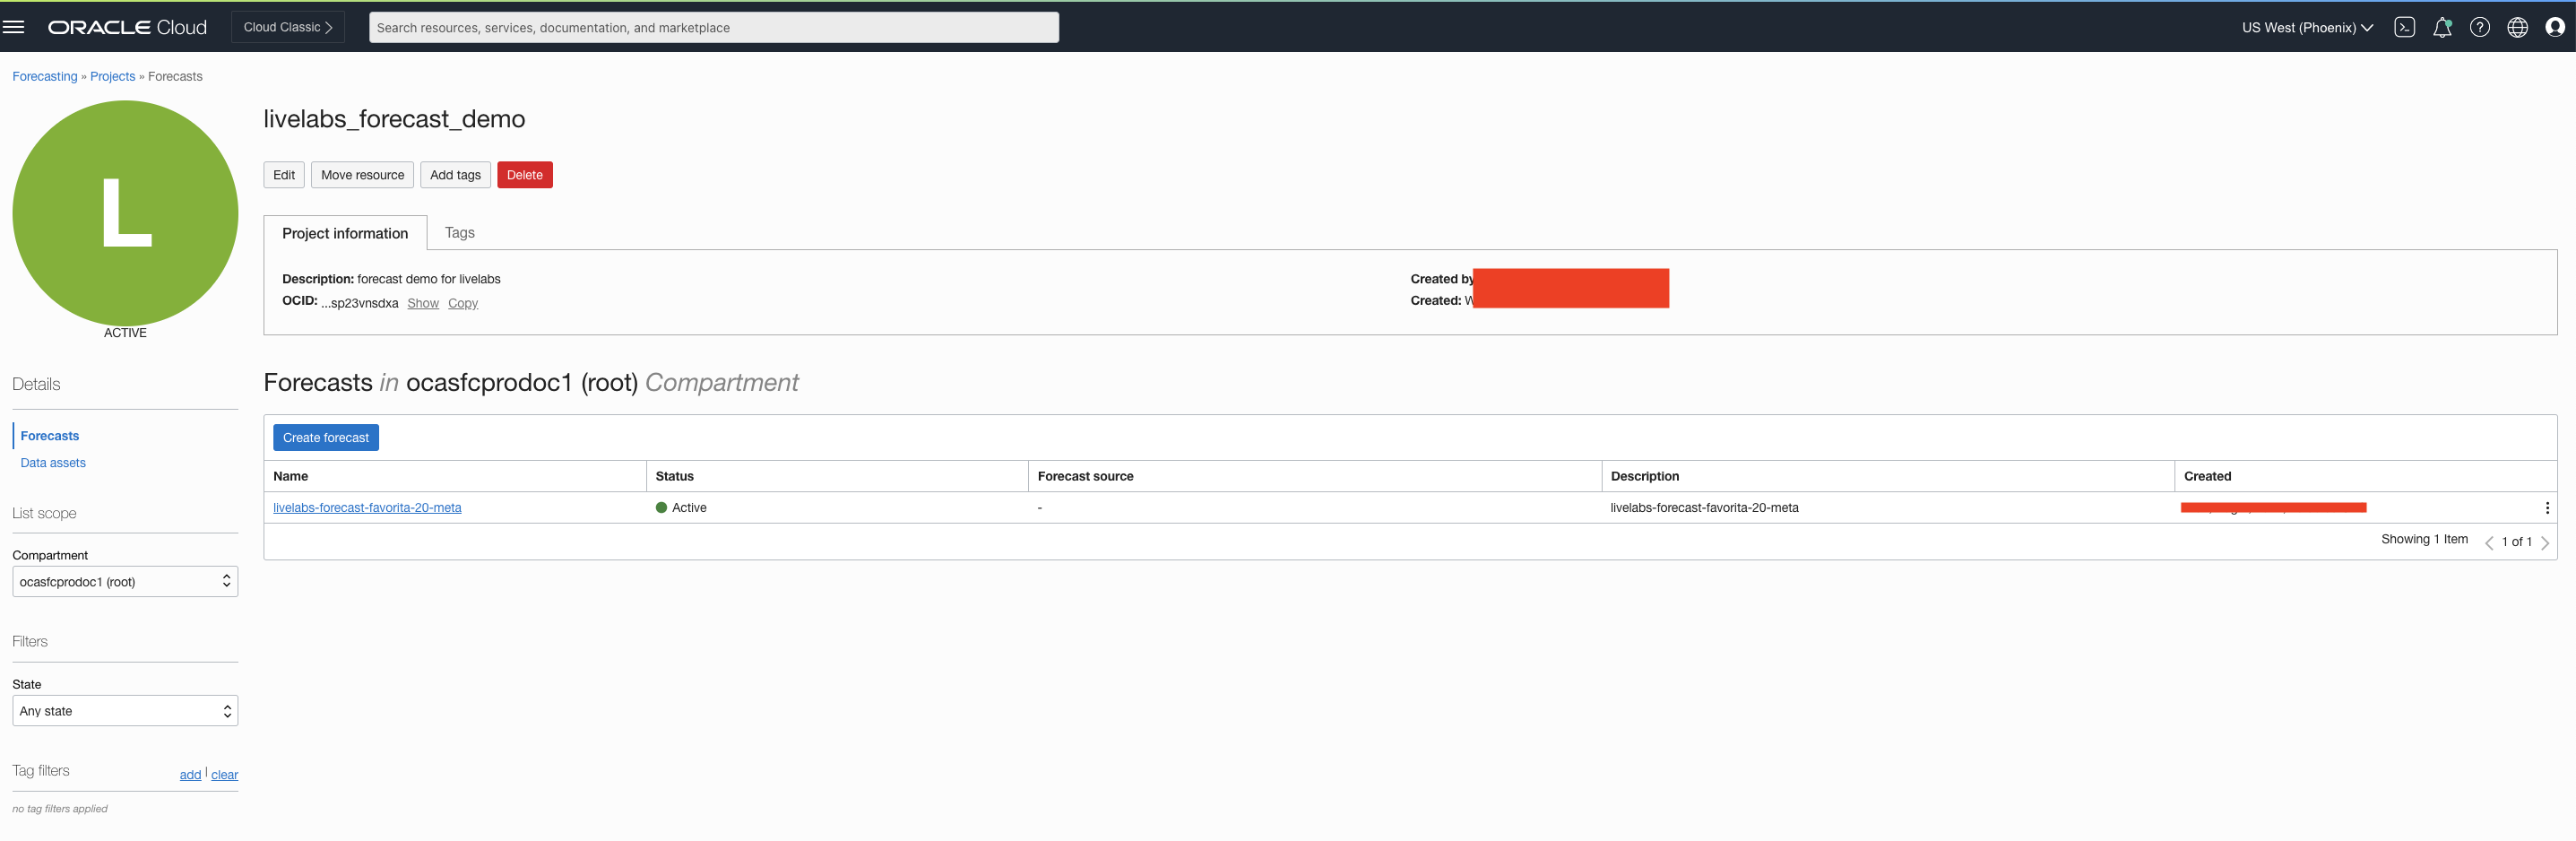 ORACLE Cloud
Cloud Classic
Search resources, services, documentation, and marketplace
US West (Phoenix)
Forecasting » Projects » Forecasts
L
ACTIVE
livelabs_forecast_demo
Edit
Move resource
Add tags
Delete
Project information
Tags
Description: forecast demo for livelabs
OCID: ...sp23vnsdxa Show Copy
Created by
Created: W
Details
Forecasts
Data assets
List scope
Compartment
ocasfcprodoc1 (root)
Filters
State
Any state
Tag filters
add | clear
no tag filters applied
Forecasts in ocasfcprodoc1 (root) Compartment
Create forecast
Name Status Forecast source Description Created
livelabs-forecast-favorita-20-meta Active - livelabs-forecast-favorita-20-meta
Showing 1 Item 1 of 1